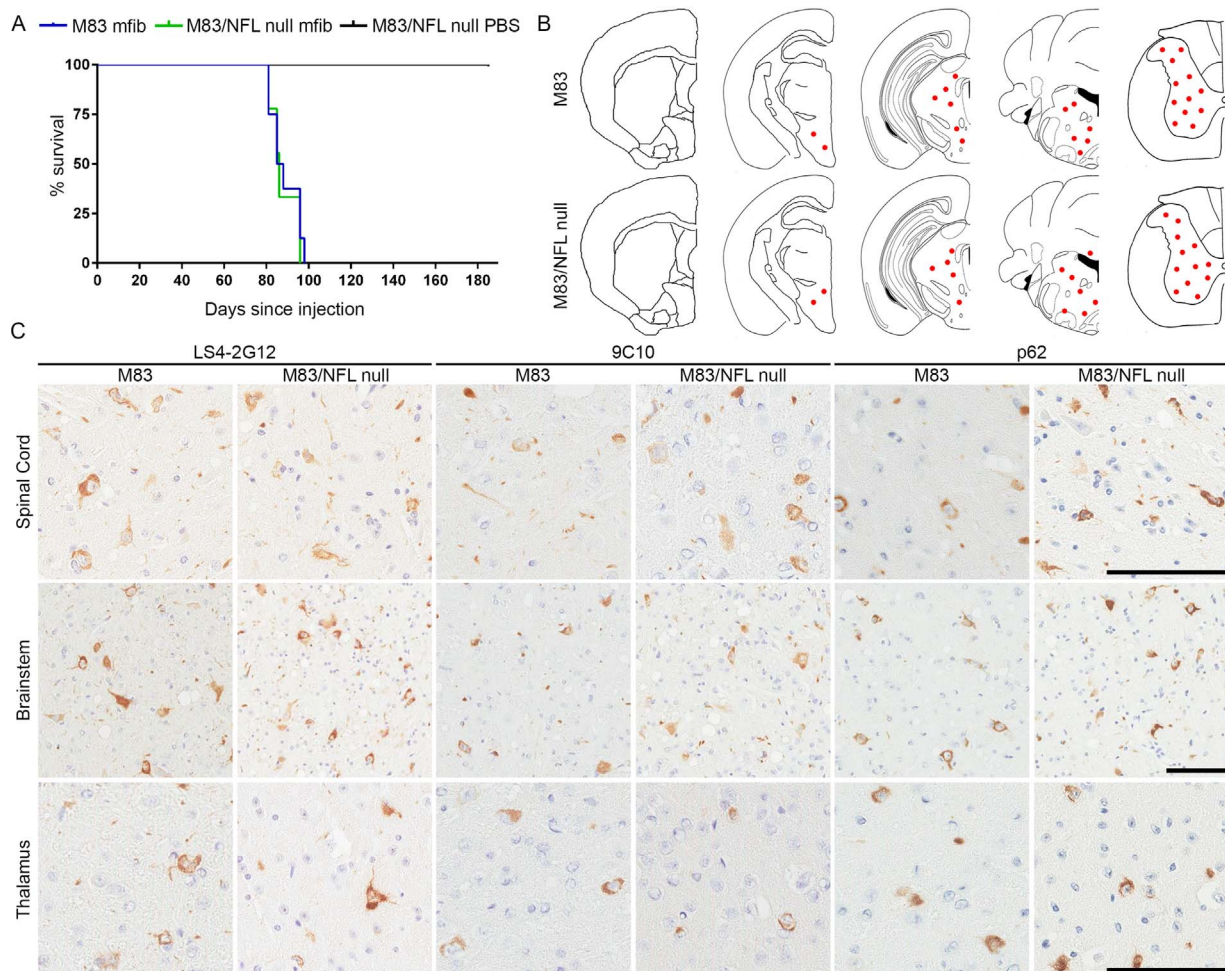 A
M83 mfib M83/NFL null mfib M83/NFL null PBS
% survival
100
75
50
25
0
0 20 40 60 80 100 120 140 160 180
Days since injection
B
M83
M83/NFL null
C
LS4-2G12 9C10 p62
M83 M83/NFL null M83 M83/NFL null M83 M83/NFL null
Spinal Cord
Brainstem
Thalamus